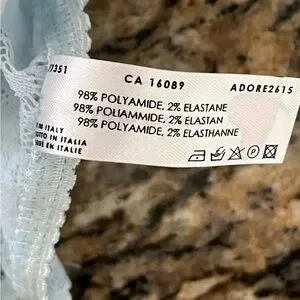 7351
CA 16089
ADORE2615
98% POLYAMIDE, 2% ELASTANE
98% POLIAMMIDE, 2% ELASTAN
98% POLYAMIDE, 2% ELASTHANNE
IN ITALY
TTO IN ITALIA
EN ITALIE
P